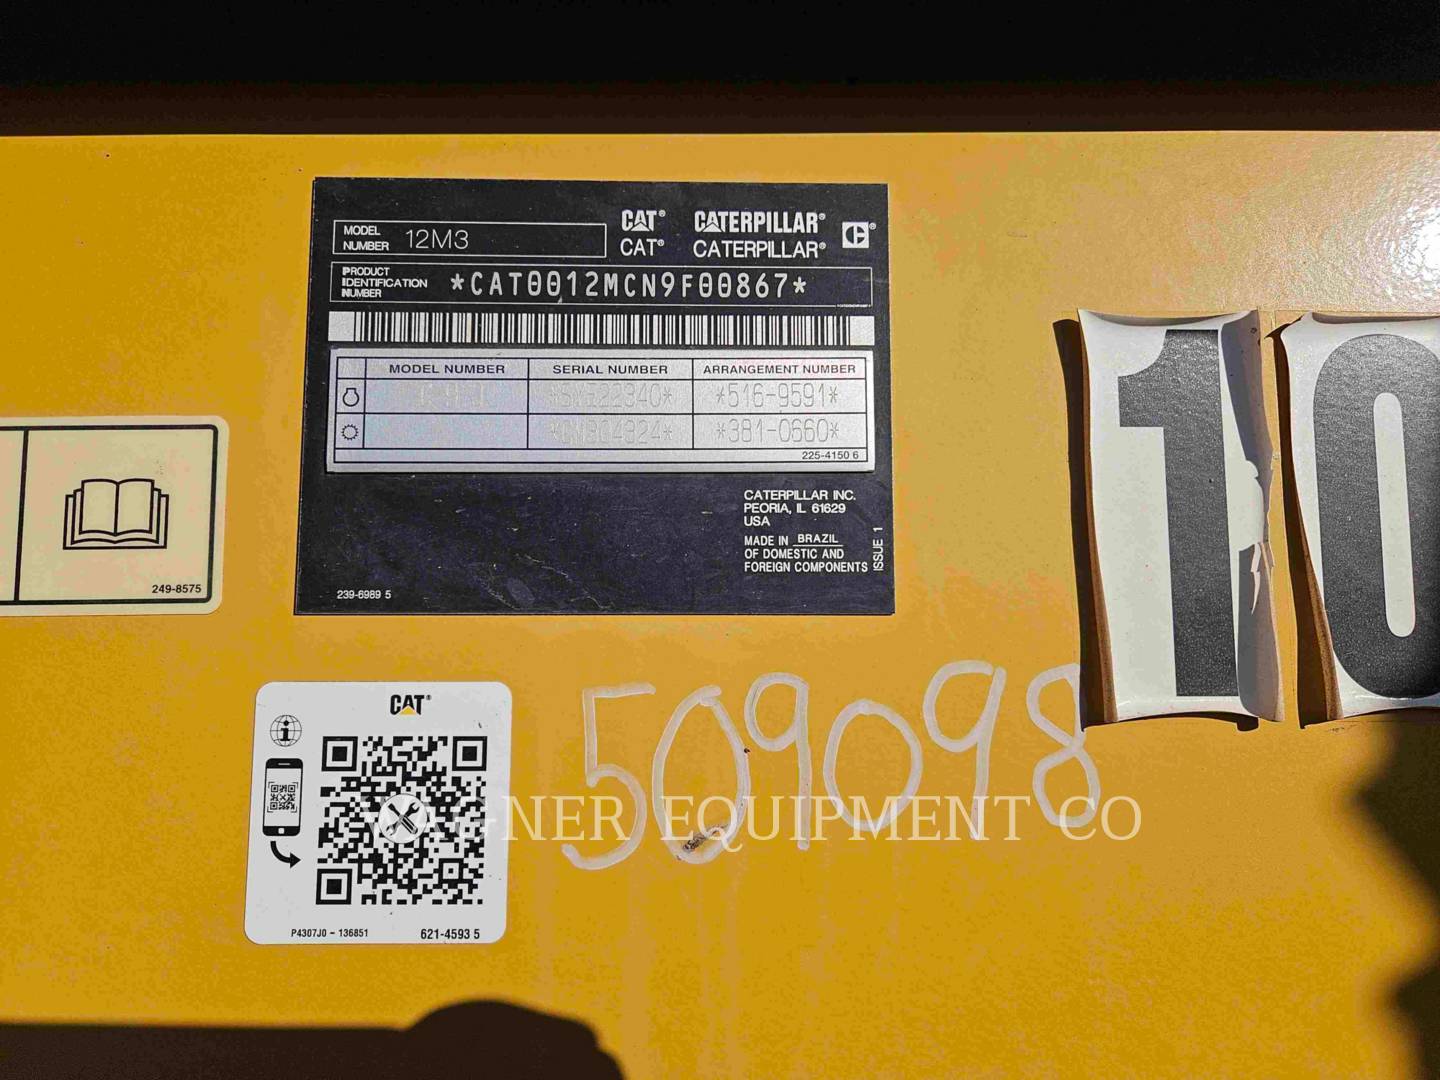 MODEL NUMBER 12M3
CAT® CATERPILLAR® ®
CAT® CATERPILLAR®
PRODUCT IDENTIFICATION NUMBER *CAT0012MCN9F00867*
MODEL NUMBER SERIAL NUMBER ARRANGEMENT NUMBER
*516-9591*
*381-0660*
225-4150 6
CATERPILLAR INC.
PEORIA, IL 61629
USA
MADE IN BRAZIL
OF DOMESTIC AND
FOREIGN COMPONENTS
ISSUE 1
239-6989 5
249-8575
10
509098
CAT®
P4307J0 - 136851 621-4593 5
WAGNER EQUIPMENT CO